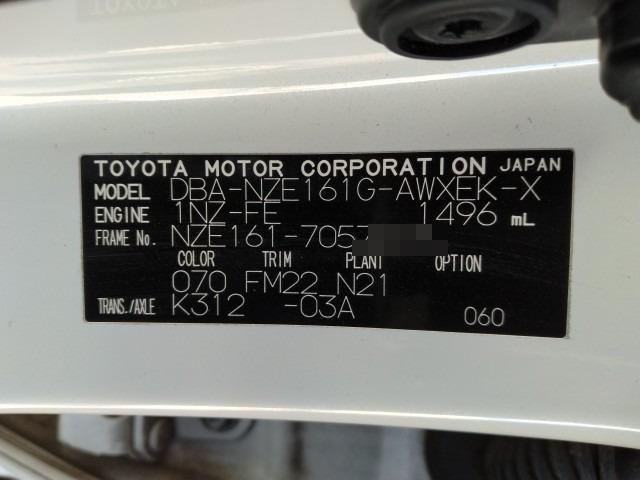 TOYOTA MOTOR CORPORATION JAPAN
MODEL DBA-NZE161G-AWXEK-X
ENGINE 1NZ-FE 1496 mL
FRAME No. NZE161-7057
COLOR TRIM PLANT OPTION
070 FM22 N21
TRANS./AXLE K312 -03A 060